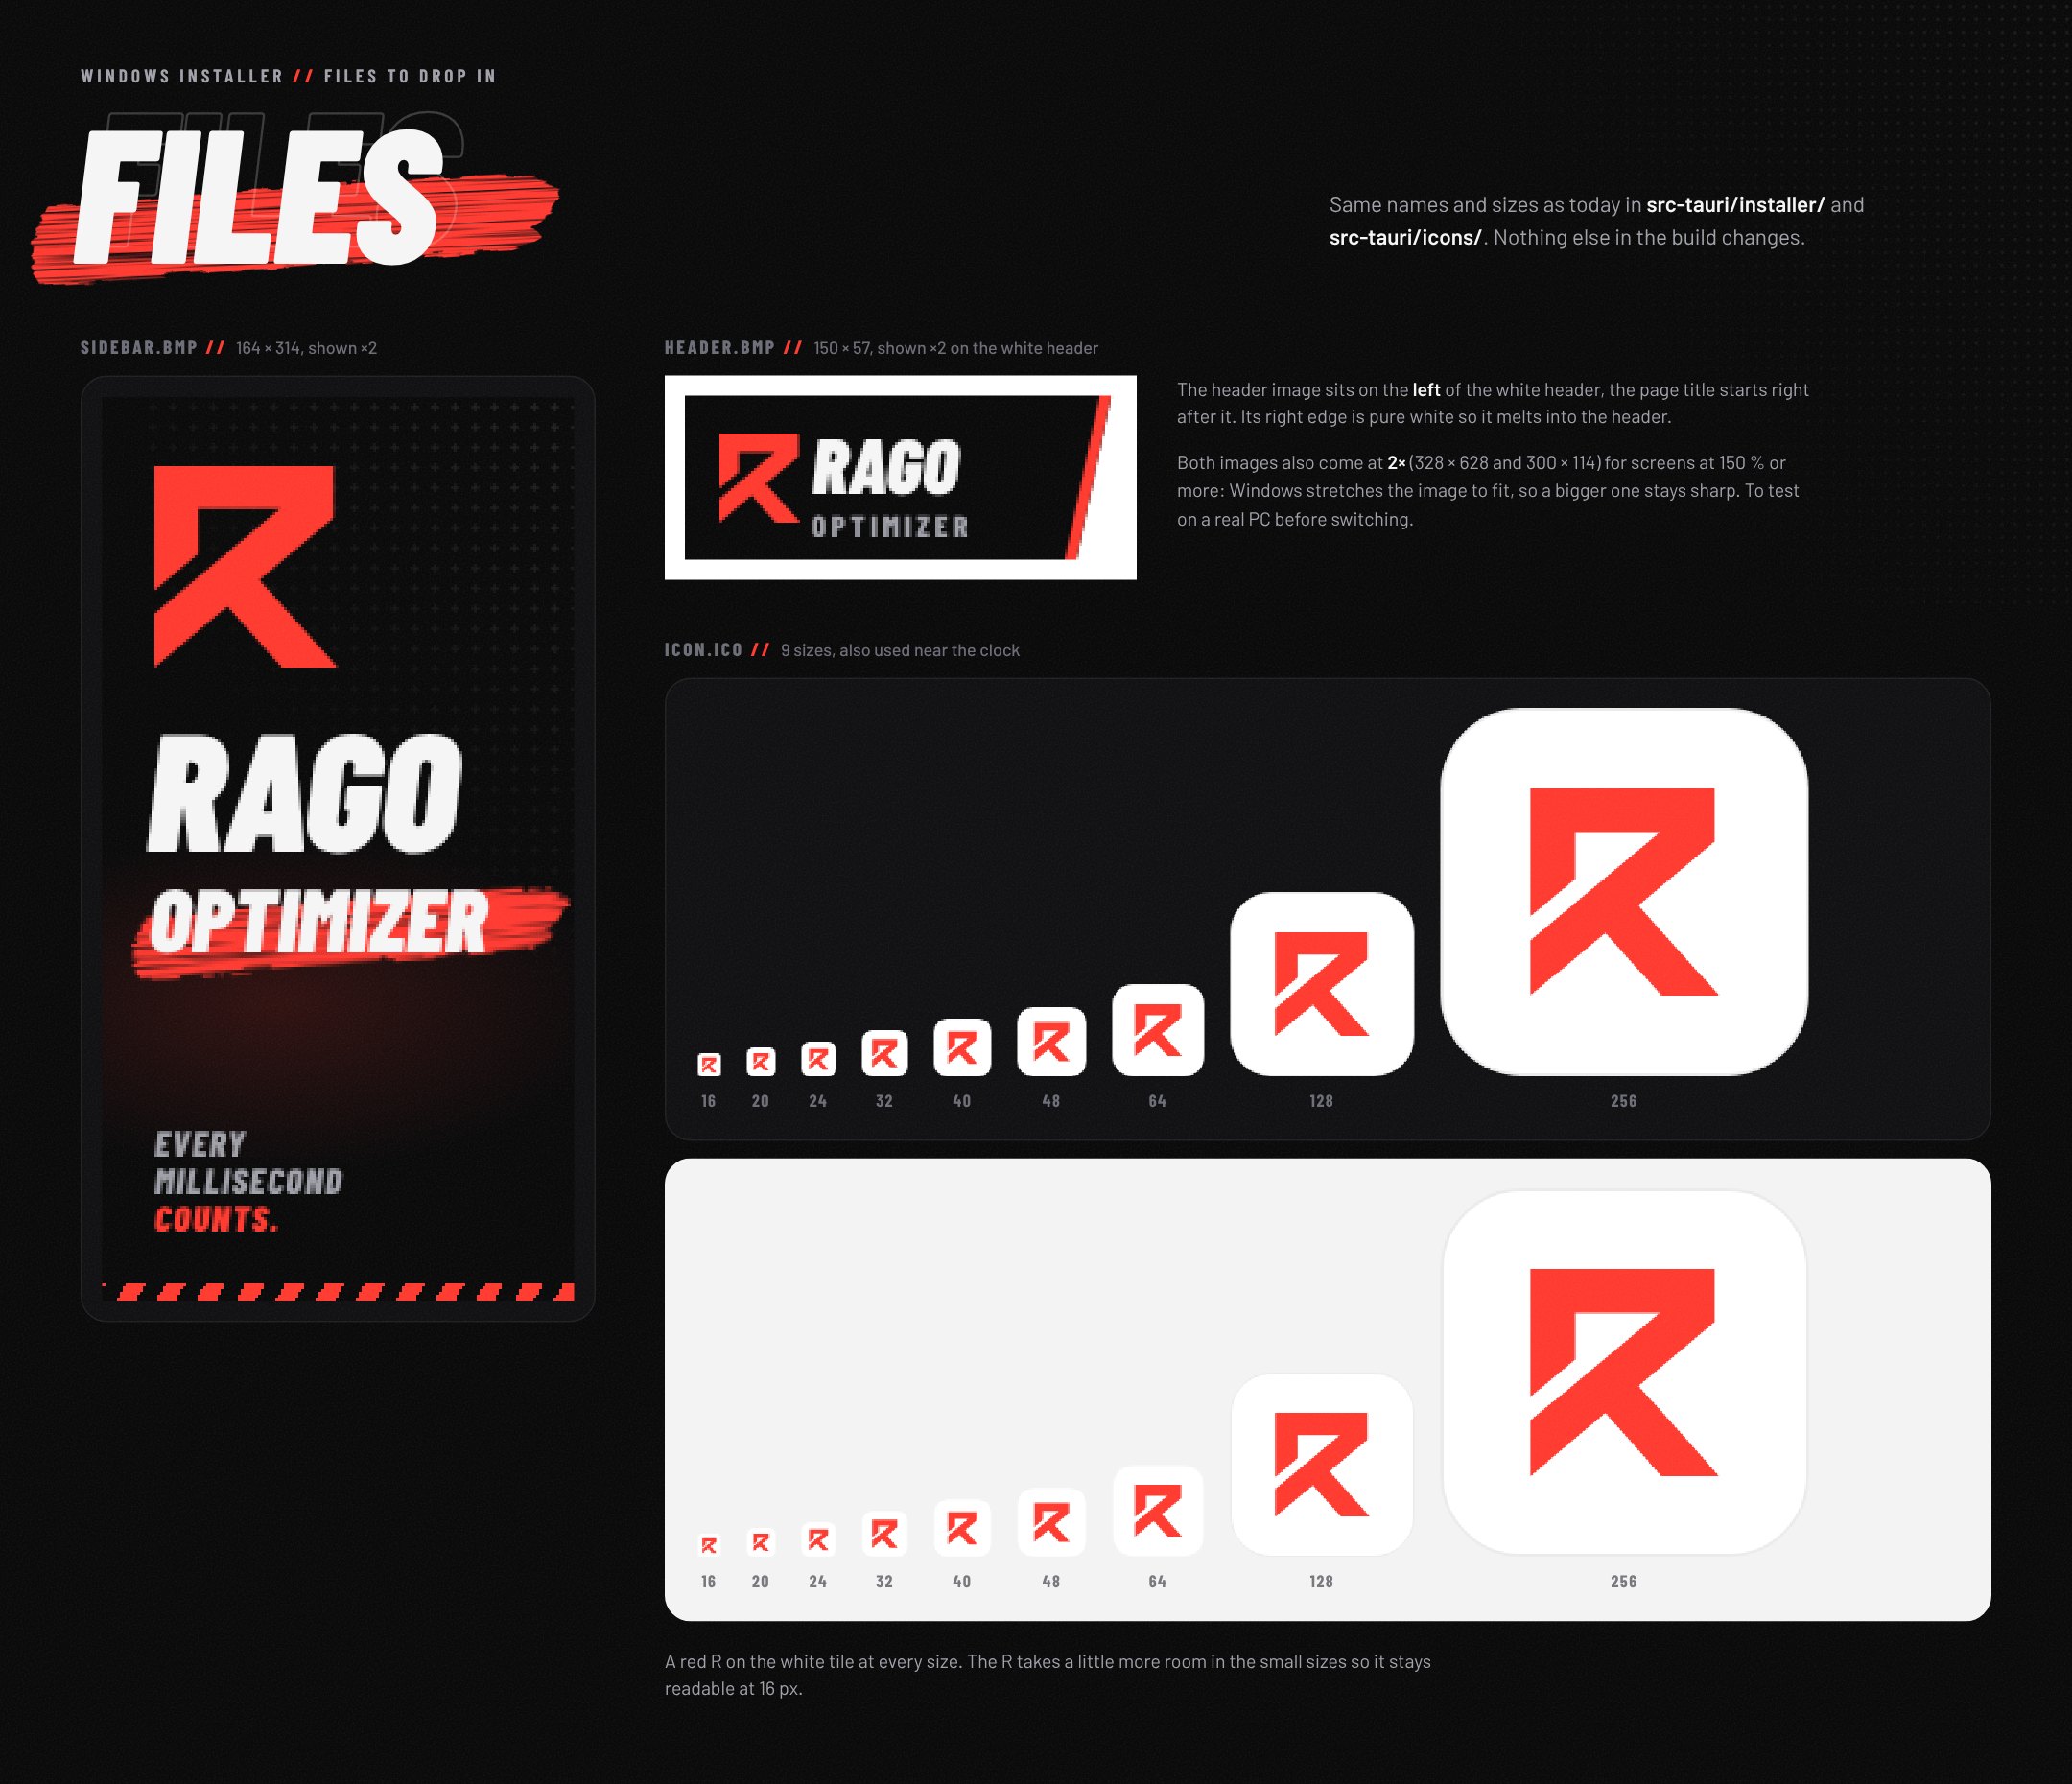 WINDOWS INSTALLER // FILES TO DROP IN
FILES
Same names and sizes as today in src-tauri/installer/ and
src-tauri/icons/. Nothing else in the build changes.
SIDEBAR.BMP // 164 × 314, shown ×2
RAGO
OPTIMIZER
EVERY
MILLISECOND
COUNTS.
HEADER.BMP // 150 × 57, shown ×2 on the white header
RAGO
OPTIMIZER
The header image sits on the left of the white header, the page title starts right
after it. Its right edge is pure white so it melts into the header.
Both images also come at 2× (328 × 628 and 300 × 114) for screens at 150 % or
more: Windows stretches the image to fit, so a bigger one stays sharp. To test
on a real PC before switching.
ICON.ICO // 9 sizes, also used near the clock
16 20 24 32 40 48 64 128 256
16 20 24 32 40 48 64 128 256
A red R on the white tile at every size. The R takes a little more room in the small sizes so it stays
readable at 16 px.